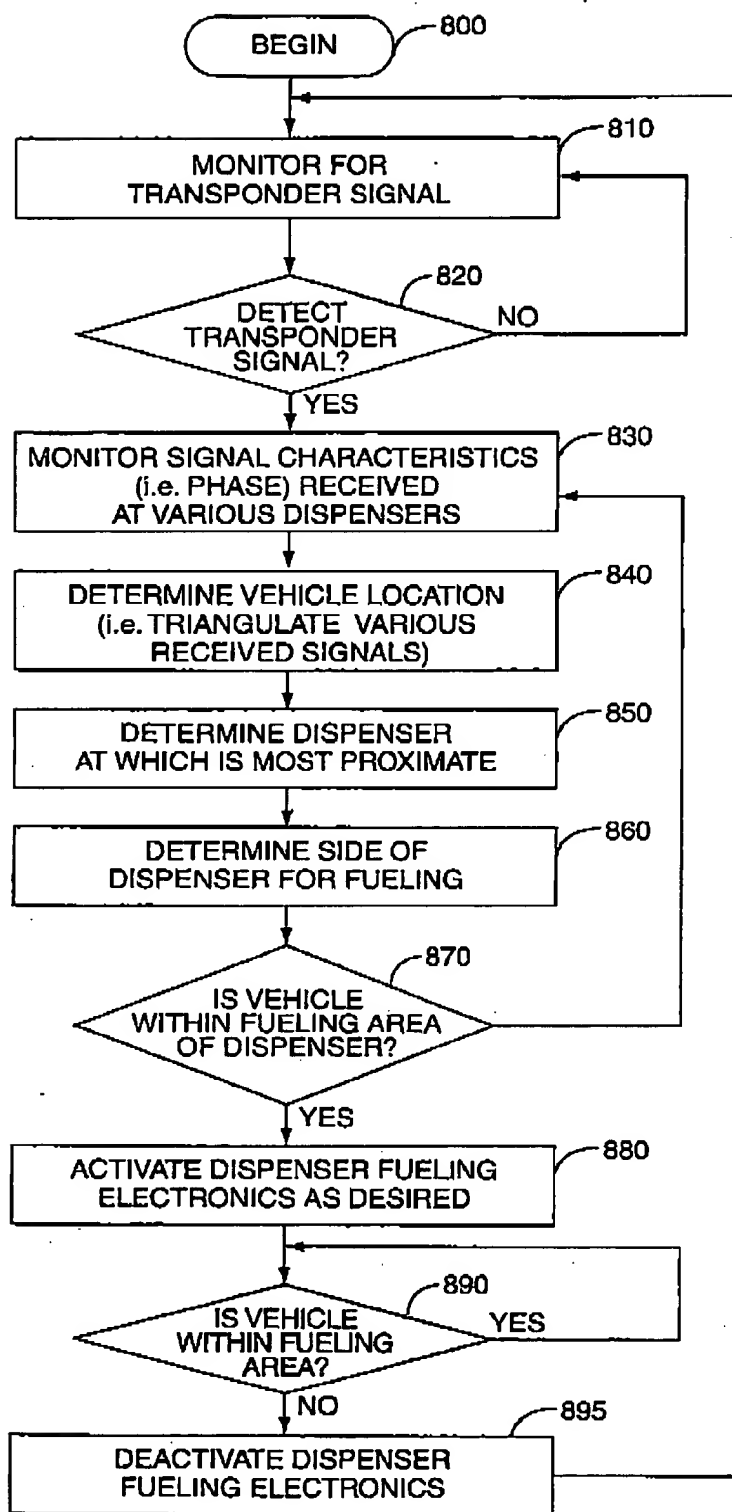 BEGIN
800
810
MONITOR FOR
TRANSPONDER SIGNAL
820
DETECT
TRANSPONDER
SIGNAL?
NO
YES
830
MONITOR SIGNAL CHARACTERISTICS
(i.e. PHASE) RECEIVED
AT VARIOUS DISPENSERS
840
DETERMINE VEHICLE LOCATION
(i.e. TRIANGULATE VARIOUS
RECEIVED SIGNALS)
850
DETERMINE DISPENSER
AT WHICH IS MOST PROXIMATE
860
DETERMINE SIDE OF
DISPENSER FOR FUELING
870
IS VEHICLE
WITHIN FUELING AREA
OF DISPENSER?
YES
880
ACTIVATE DISPENSER FUELING
ELECTRONICS AS DESIRED
890
IS VEHICLE
WITHIN FUELING
AREA?
YES
NO
895
DEACTIVATE DISPENSER
FUELING ELECTRONICS